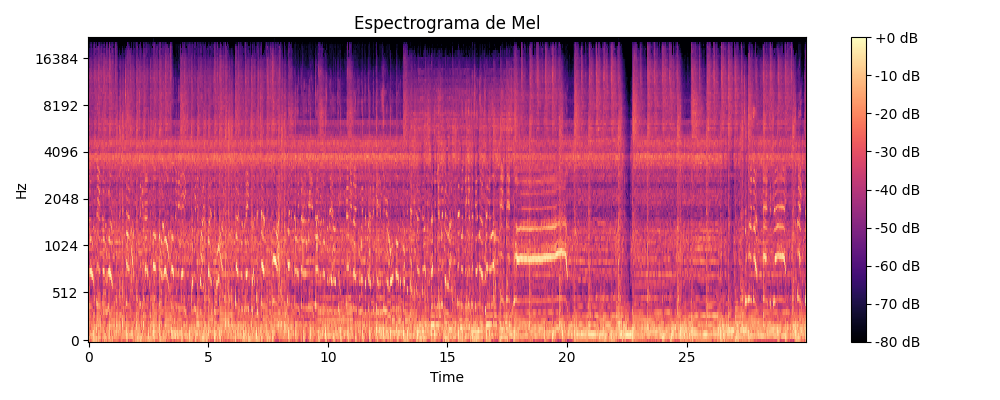 Espectrograma de Mel
+0 dB
16384
-10 dB
8192
-20 dB
4096
-30 dB
Hz
2048
-40 dB
1024
-50 dB
512
-60 dB
0
-70 dB
-80 dB
0 5 10 15 20 25
Time